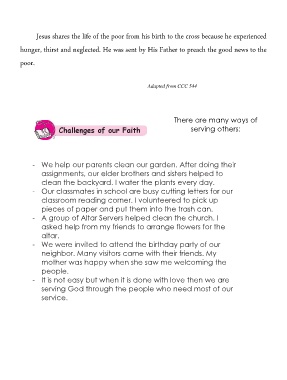 Jesus shares the life of the poor from his birth to the cross because he experienced
hunger, thirst and neglected. He was sent by His Father to preach the good news to the
poor.
Adapted from CCC 544
There are many ways of
serving others:
Challenges of our Faith
- We help our parents clean our garden. After doing their
assignments, our elder brothers and sisters helped to
clean the backyard. I water the plants every day.
- Our classmates in school are busy cutting letters for our
classroom reading corner. I volunteered to pick up
pieces of paper and put them into the trash can.
- A group of Altar Servers helped clean the church. I
asked help from my friends to arrange flowers for the
altar.
- We were invited to attend the birthday party of our
neighbor. Many visitors came with their friends. My
mother was happy when she saw me welcoming the
people.
- It is not easy but when it is done with love then we are
serving God through the people who need most of our
service.